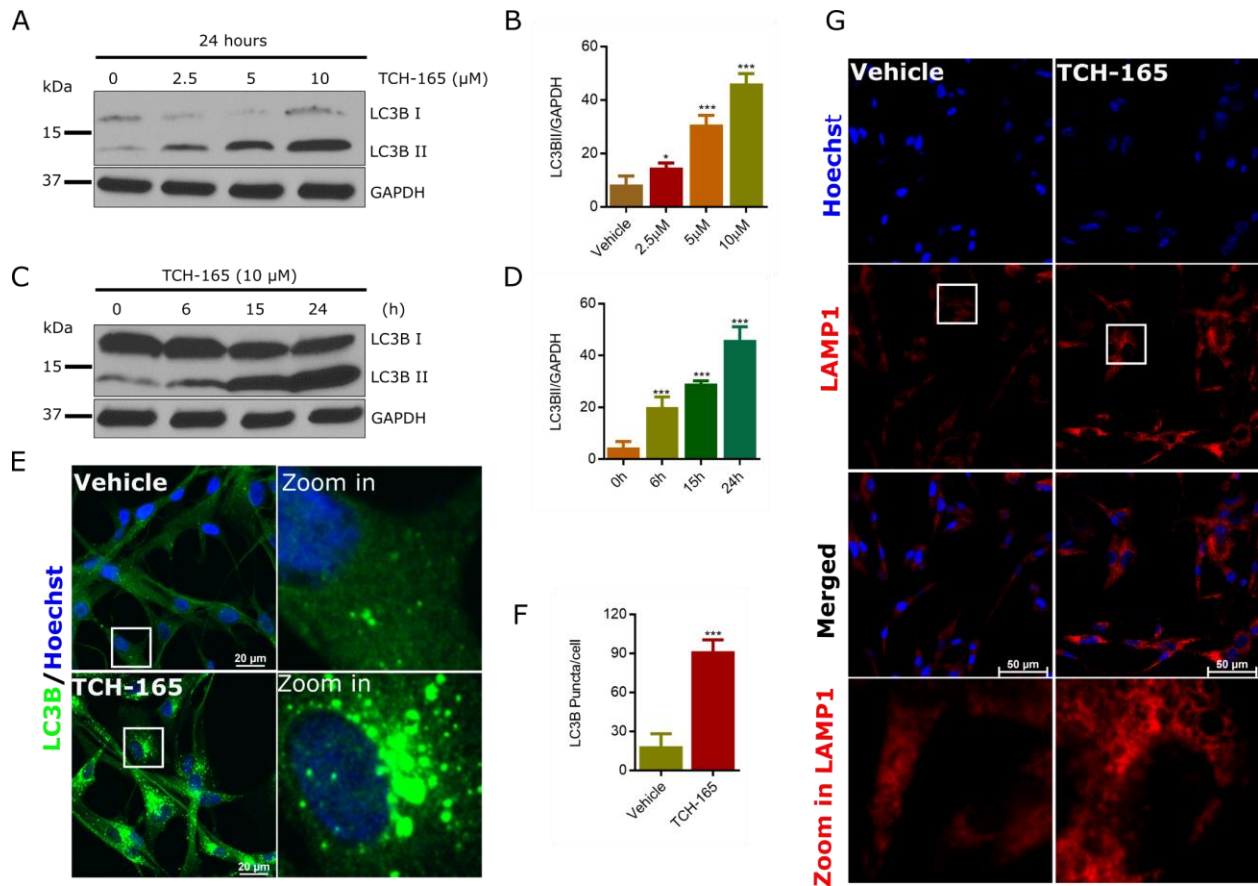 A
24 hours
0 2.5 5 10 TCH-165 (µM)
kDa
LC3B I
15
LC3B II
37
GAPDH
B
LC3BII/GAPDH
60
40
20
0
*
***
***
Vehicle
2.5µM
5µM
10µM
C
TCH-165 (10 µM)
0 6 15 24 (h)
kDa
LC3B I
15
LC3B II
37
GAPDH
D
LC3BII/GAPDH
60
40
20
0
***
***
***
0h
6h
15h
24h
E
LC3B/Hoechst
Vehicle
20 µm
Zoom in
TCH-165
20 µm
Zoom in
F
LC3B Puncta/cell
120
90
60
30
0
***
Vehicle
TCH-165
G
Vehicle
TCH-165
Hoechst
LAMP1
Merged
50 µm
50 µm
Zoom in LAMP1